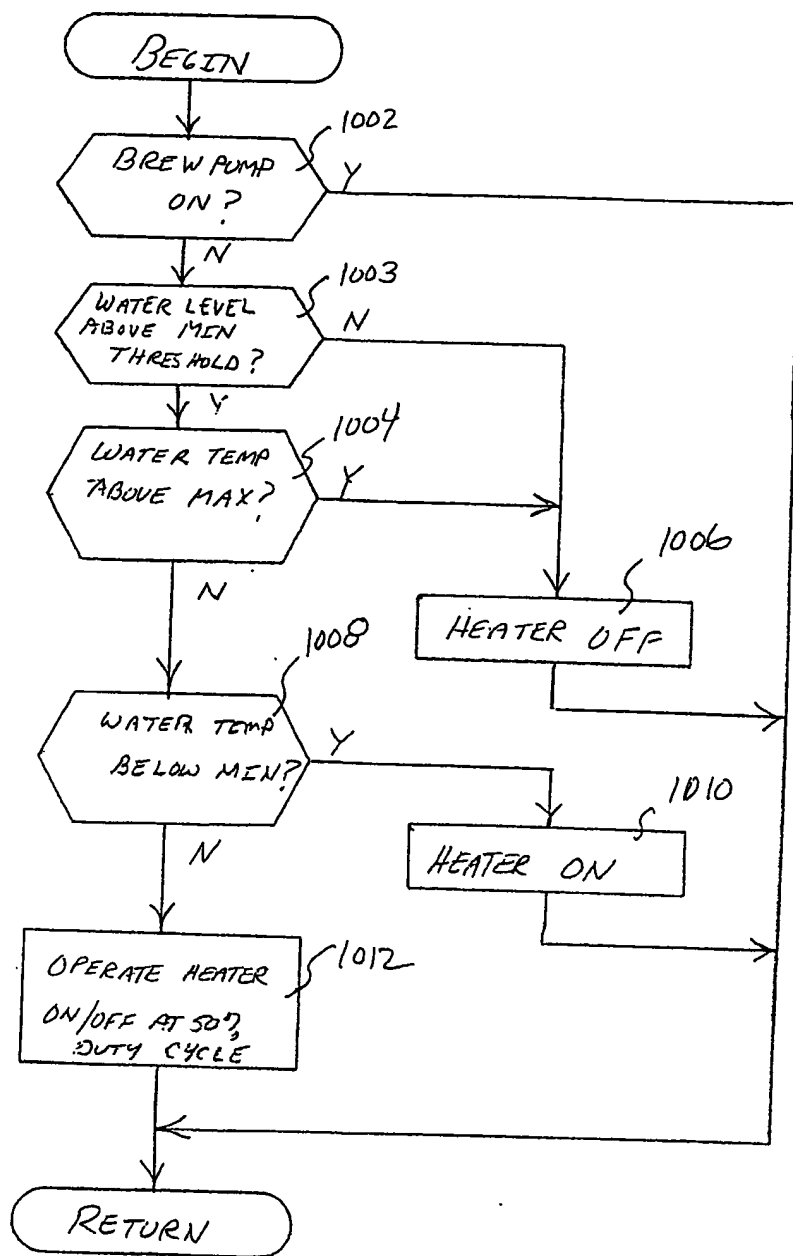 BEGIN
1002
BREW PUMP
ON?
Y
N
1003
WATER LEVEL
ABOVE MIN
THRESHOLD?
N
Y
1004
WATER TEMP
ABOVE MAX?
Y
N
1006
HEATER OFF
1008
WATER TEMP
BELOW MIN?
Y
N
1010
HEATER ON
1012
OPERATE HEATER
ON/OFF AT 50%
DUTY CYCLE
RETURN